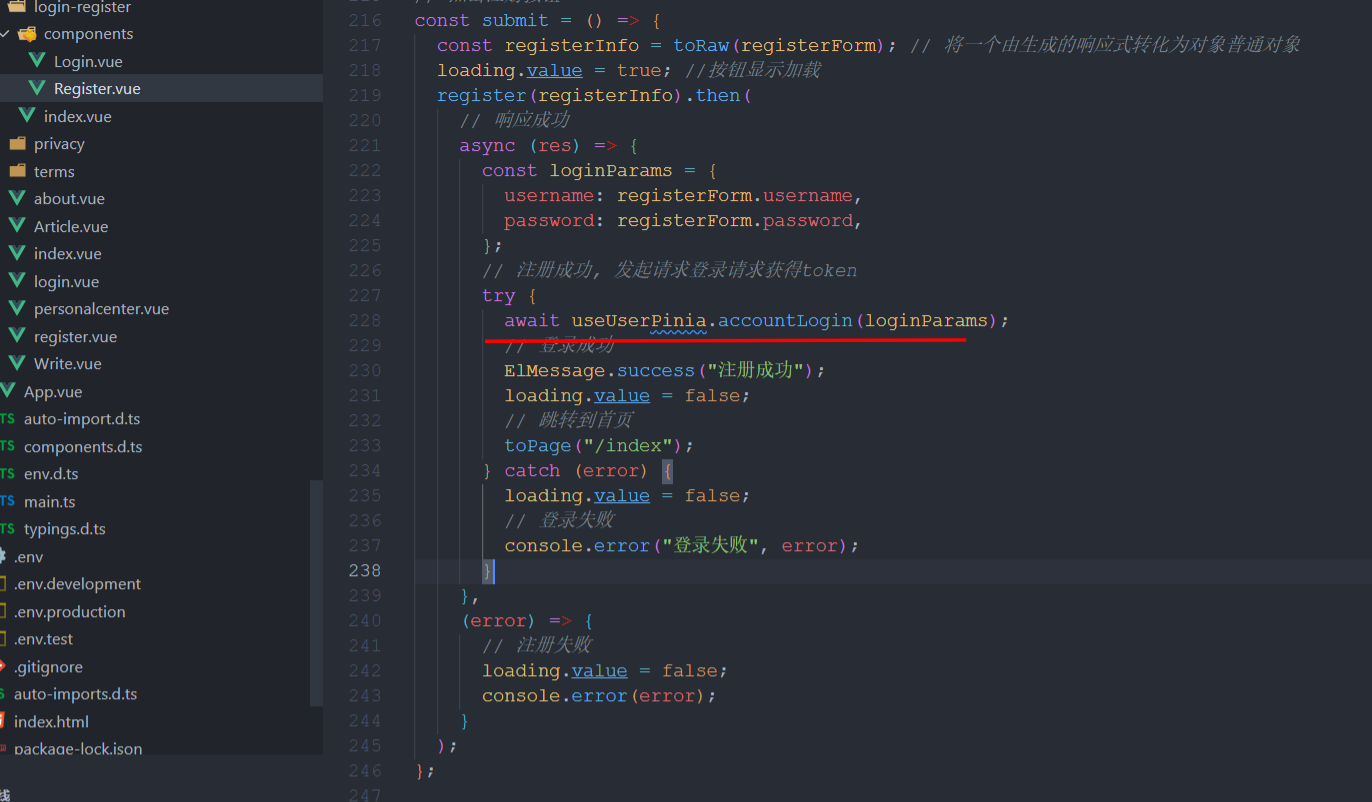 login-register
components
Login.vue
Register.vue
index.vue
privacy
terms
about.vue
Article.vue
index.vue
login.vue
personalcenter.vue
register.vue
Write.vue
App.vue
TS auto-import.d.ts
TS components.d.ts
TS env.d.ts
TS main.ts
TS typings.d.ts
.env
.env.development
.env.production
.env.test
.gitignore
auto-imports.d.ts
index.html
package-lock.json
线
216 const submit = () => {
217 const registerInfo = toRaw(registerForm); // 将一个由生成的响应式转化为对象普通对象
218 loading.value = true; //按钮显示加载
219 register(registerInfo).then(
220 // 响应成功
221 async (res) => {
222 const loginParams = {
223 username: registerForm.username,
224 password: registerForm.password,
225 };
226 // 注册成功, 发起请求登录请求获得token
227 try {
228 await useUserPinia.accountLogin(loginParams);
229 // 登录成功
230 ElMessage.success("注册成功");
231 loading.value = false;
232 // 跳转到首页
233 toPage("/index");
234 } catch (error) {
235 loading.value = false;
236 // 登录失败
237 console.error("登录失败", error);
238 }
239 },
240 (error) => {
241 // 注册失败
242 loading.value = false;
243 console.error(error);
244 }
245 );
246 };
247